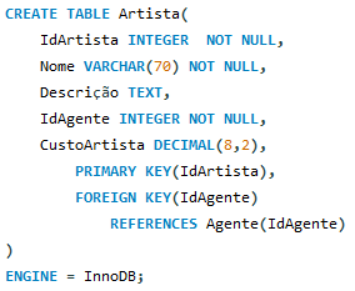 CREATE TABLE Artista(
    IdArtista INTEGER  NOT NULL,
    Nome VARCHAR(70) NOT NULL,
    Descrição TEXT,
    IdAgente INTEGER NOT NULL,
    CustoArtista DECIMAL(8,2),
        PRIMARY KEY(IdArtista),
        FOREIGN KEY(IdAgente)
            REFERENCES Agente(IdAgente)
)
ENGINE = InnoDB;